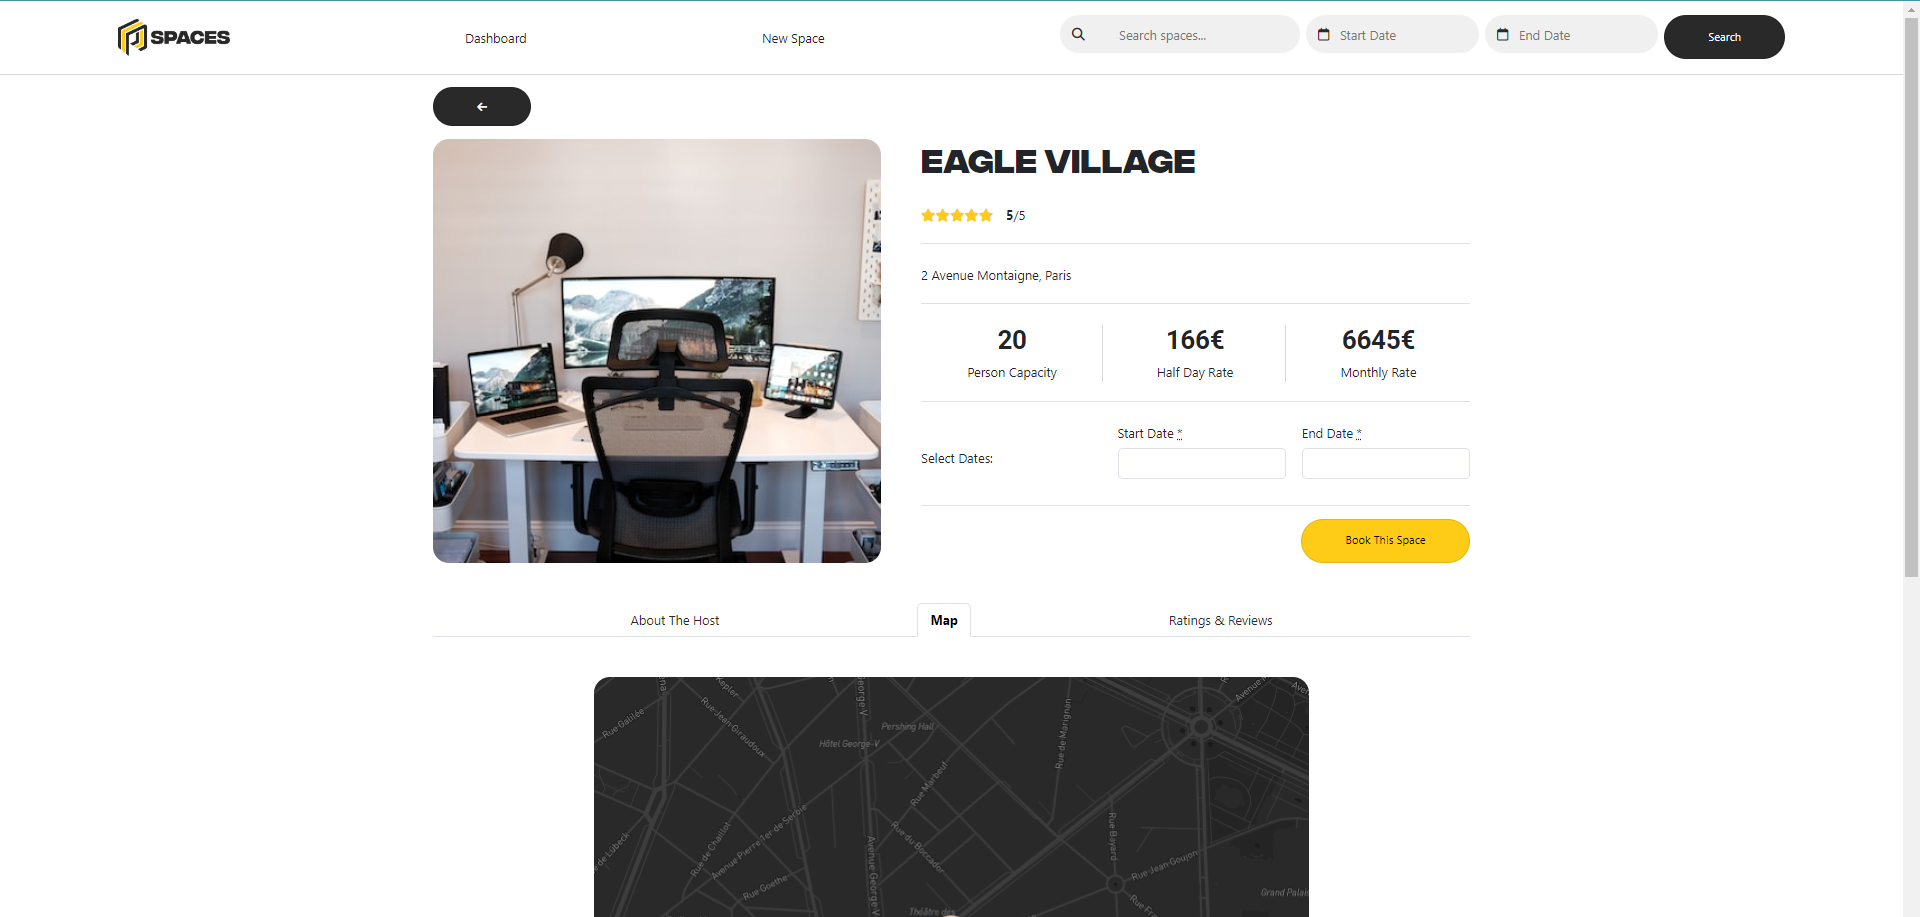 SPACES
Dashboard
New Space
Search spaces...
Start Date
End Date
Search
EAGLE VILLAGE
5/5
2 Avenue Montaigne, Paris
20
Person Capacity
166€
Half Day Rate
6645€
Monthly Rate
Select Dates:
Start Date *
End Date *
Book This Space
About The Host
Map
Ratings & Reviews
Kepler
George-V
Rue Galilée
Rue-Jean-Giraudoux
Pershing Hall
Hôtel George-V
Rue de Marignan
Rue Marbeuf
Rue de Chaillot
Avenue Pierre 1er de Serbie
Rue du Boccador
Avenue George-V
Rue Bayard
Rue-Jean-Goujon
Rue-Goethe
de Lübeck
Grand Palais
Théâtre des